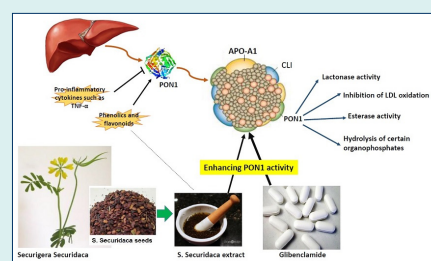 APO-A1
CLI
PON1
Pro-inflammatory
cytokines such as
TNF-α
Phenolics and
flavonoids
PON1
Lactonase activity
Inhibition of LDL oxidation
Esterase activity
Hydrolysis of certain
organophosphates
Enhancing PON1 activity
S. Securidaca seeds
Securigera Securidaca
S. Securidaca extract
Glibenclamide